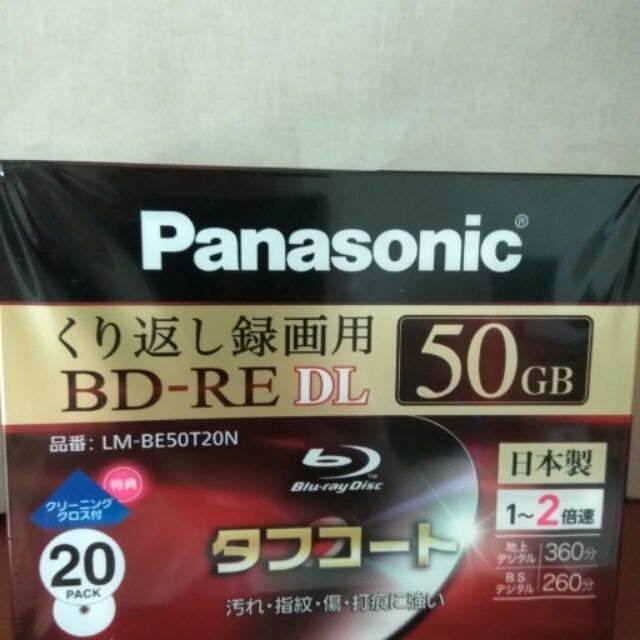 Panasonic®
くり返し録画用
BD-RE DL
50GB
品番: LM-BE50T20N
特典
クリーニング
クロス付
20
PACK
Blu-ray Disc™
日本製
1~2倍速
地上
デジタル 360分
BS
デジタル 260分
タフコート
汚れ・指紋・傷・打痕に強い